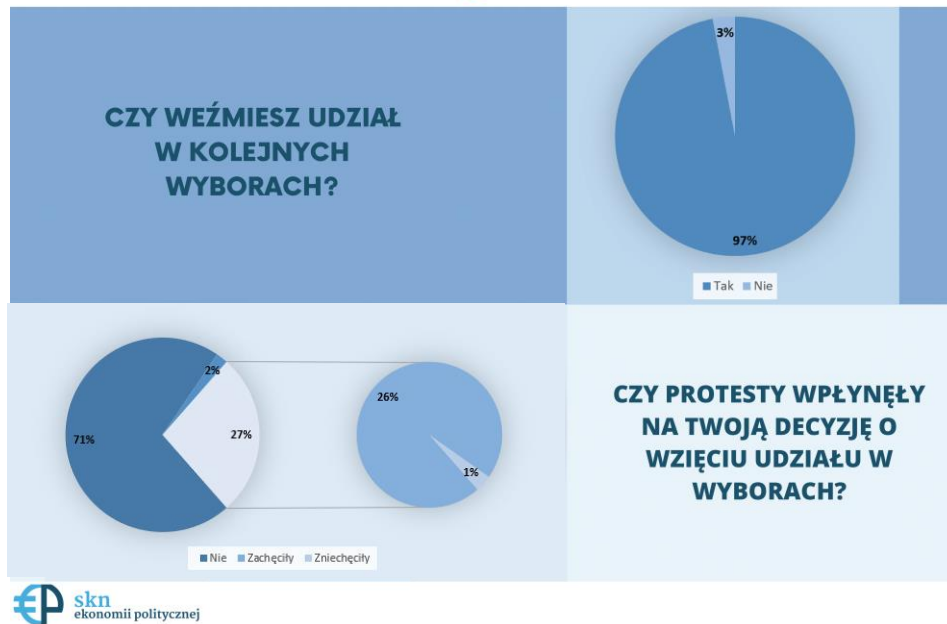 CZY WEŹMIESZ UDZIAŁ
W KOLEJNYCH
WYBORACH?
3%
97%
Tak Nie
2%
71%
27%
26%
1%
Nie Zachęciły Zniechęciły
CZY PROTESTY WPŁYNĘŁY
NA TWOJĄ DECYZJĘ O
WZIĘCIU UDZIAŁU W
WYBORACH?
skn
ekonomii politycznej